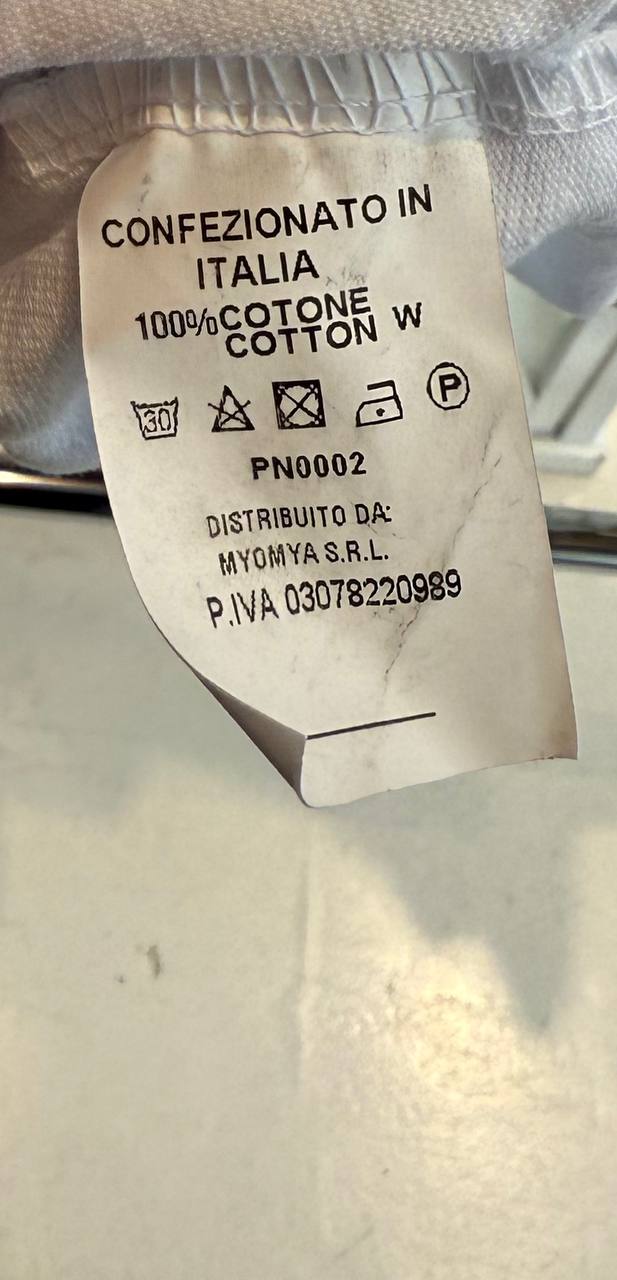 CONFEZIONATO IN
ITALIA
100% COTONE W
COTTON
30
P
PN0002
DISTRIBUITO DA:
MYOMYA S.R.L.
P.IVA 03078220989